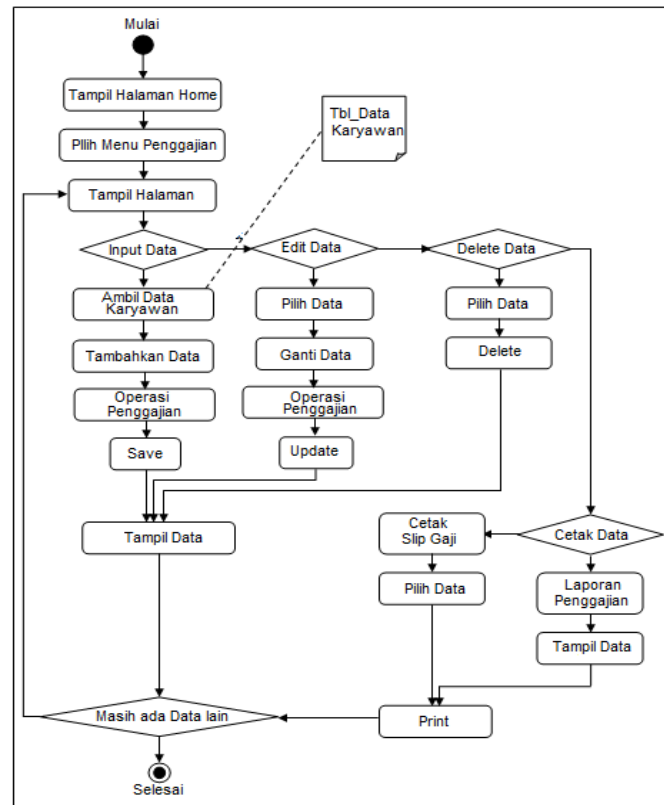 Mulai
Tampil Halaman Home
PIlih Menu Penggajian
Tbl_Data
Karyawan
Tampil Halaman
Input Data
Edit Data
Delete Data
Ambil Data
Karyawan
Pilih Data
Pilih Data
Tambahkan Data
Ganti Data
Delete
Operasi
Penggajian
Operasi
Penggajian
Save
Update
Tampil Data
Cetak
Slip Gaji
Cetak Data
Pilih Data
Laporan
Penggajian
Tampil Data
Masih ada Data lain
Print
Selesai